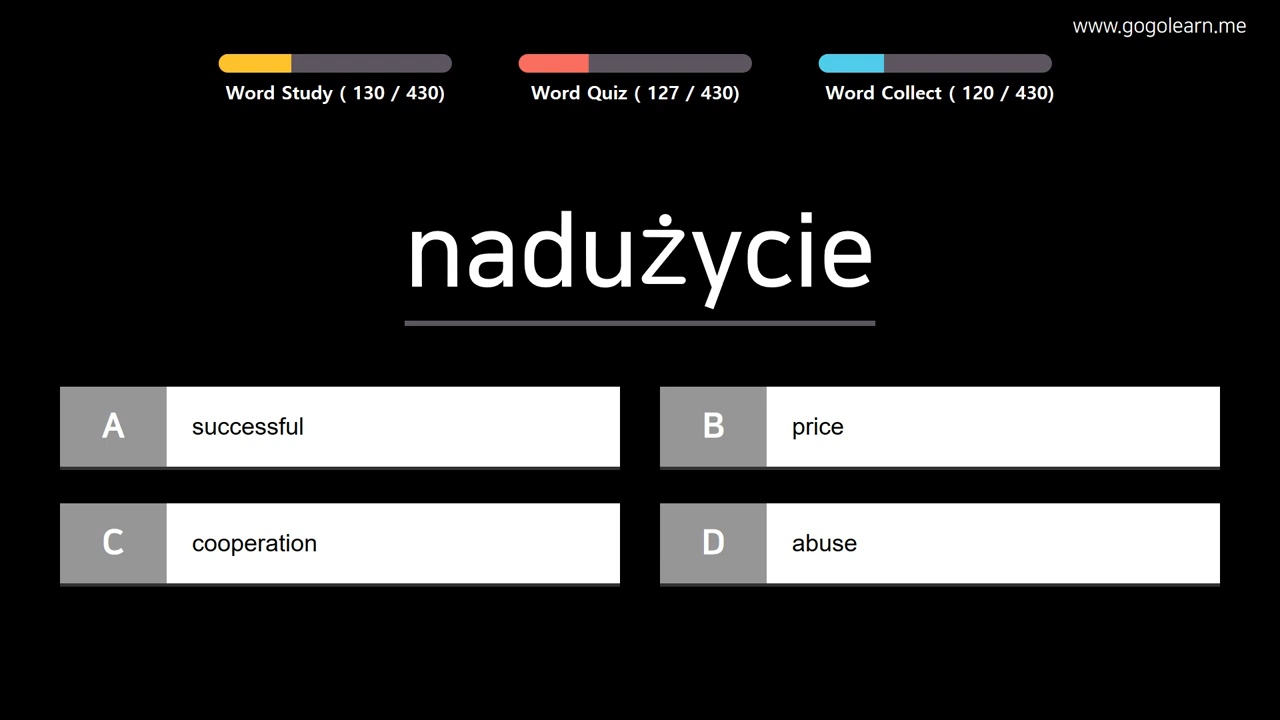 www.gogolearn.me
Word Study ( 130 / 430)
Word Quiz ( 127 / 430)
Word Collect ( 120 / 430)
nadużycie
A successful
B price
C cooperation
D abuse